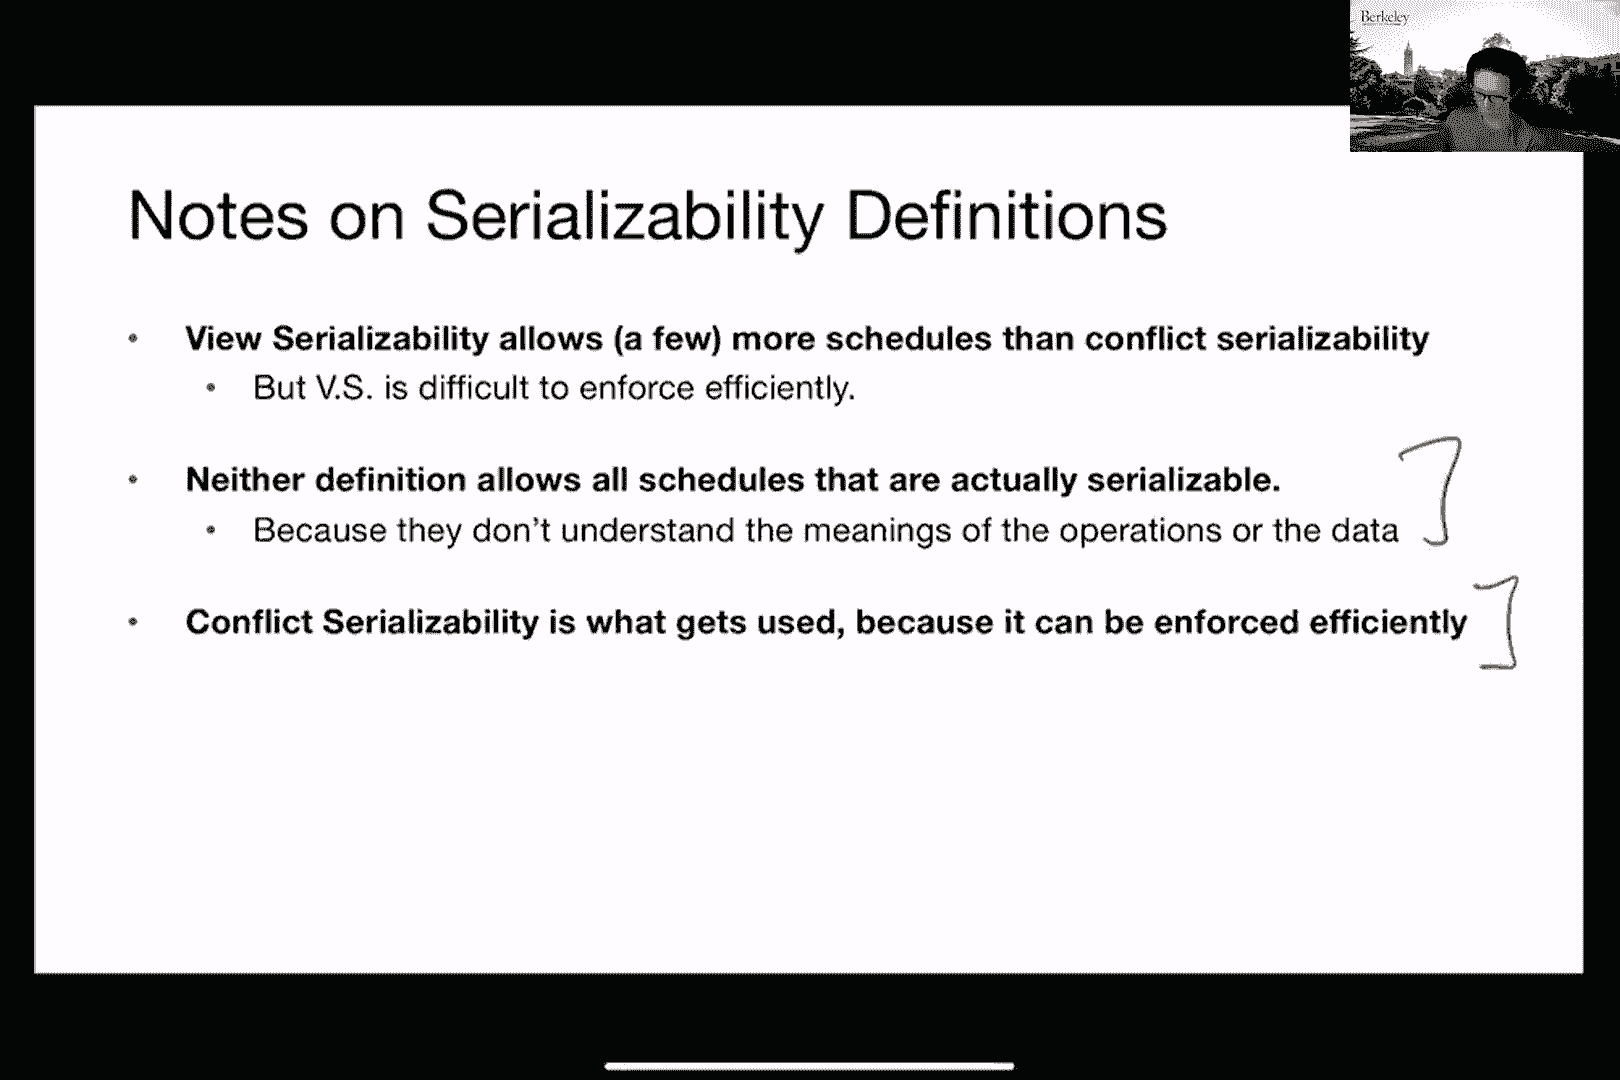 Berkeley
Notes on Serializability Definitions
• View Serializability allows (a few) more schedules than conflict serializability
• But V.S. is difficult to enforce efficiently.
• Neither definition allows all schedules that are actually serializable.
• Because they don’t understand the meanings of the operations or the data
• Conflict Serializability is what gets used, because it can be enforced efficiently